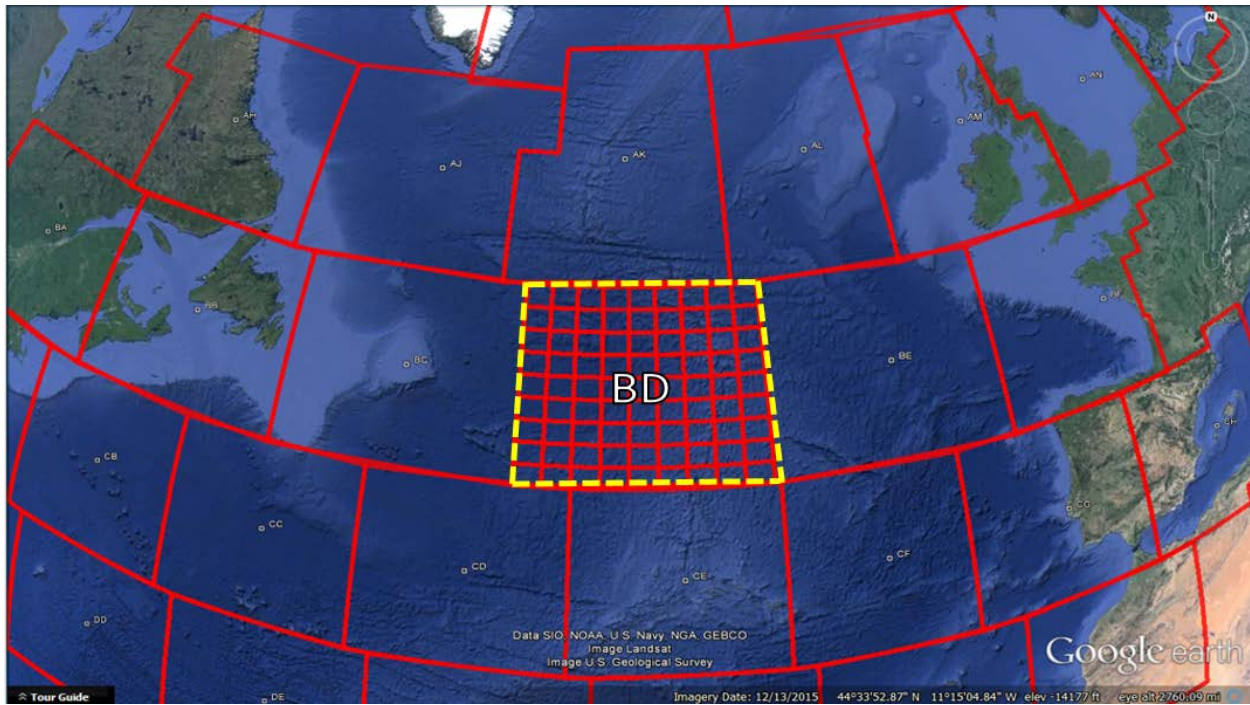 N
AN
AH
AM
AL
AK
AJ
BA
BB
BC
BE
BF
BD
CH
CB
CG
CC
CF
CD
CE
DD
Data SIO, NOAA, U.S. Navy, NGA, GEBCO
Image Landsat
Image U.S. Geological Survey
Google earth
DE
Tour Guide
Imagery Date: 12/13/2015 44°33'52.87" N 11°15'04.84" W elev -14177 ft eye alt 2760.09 mi